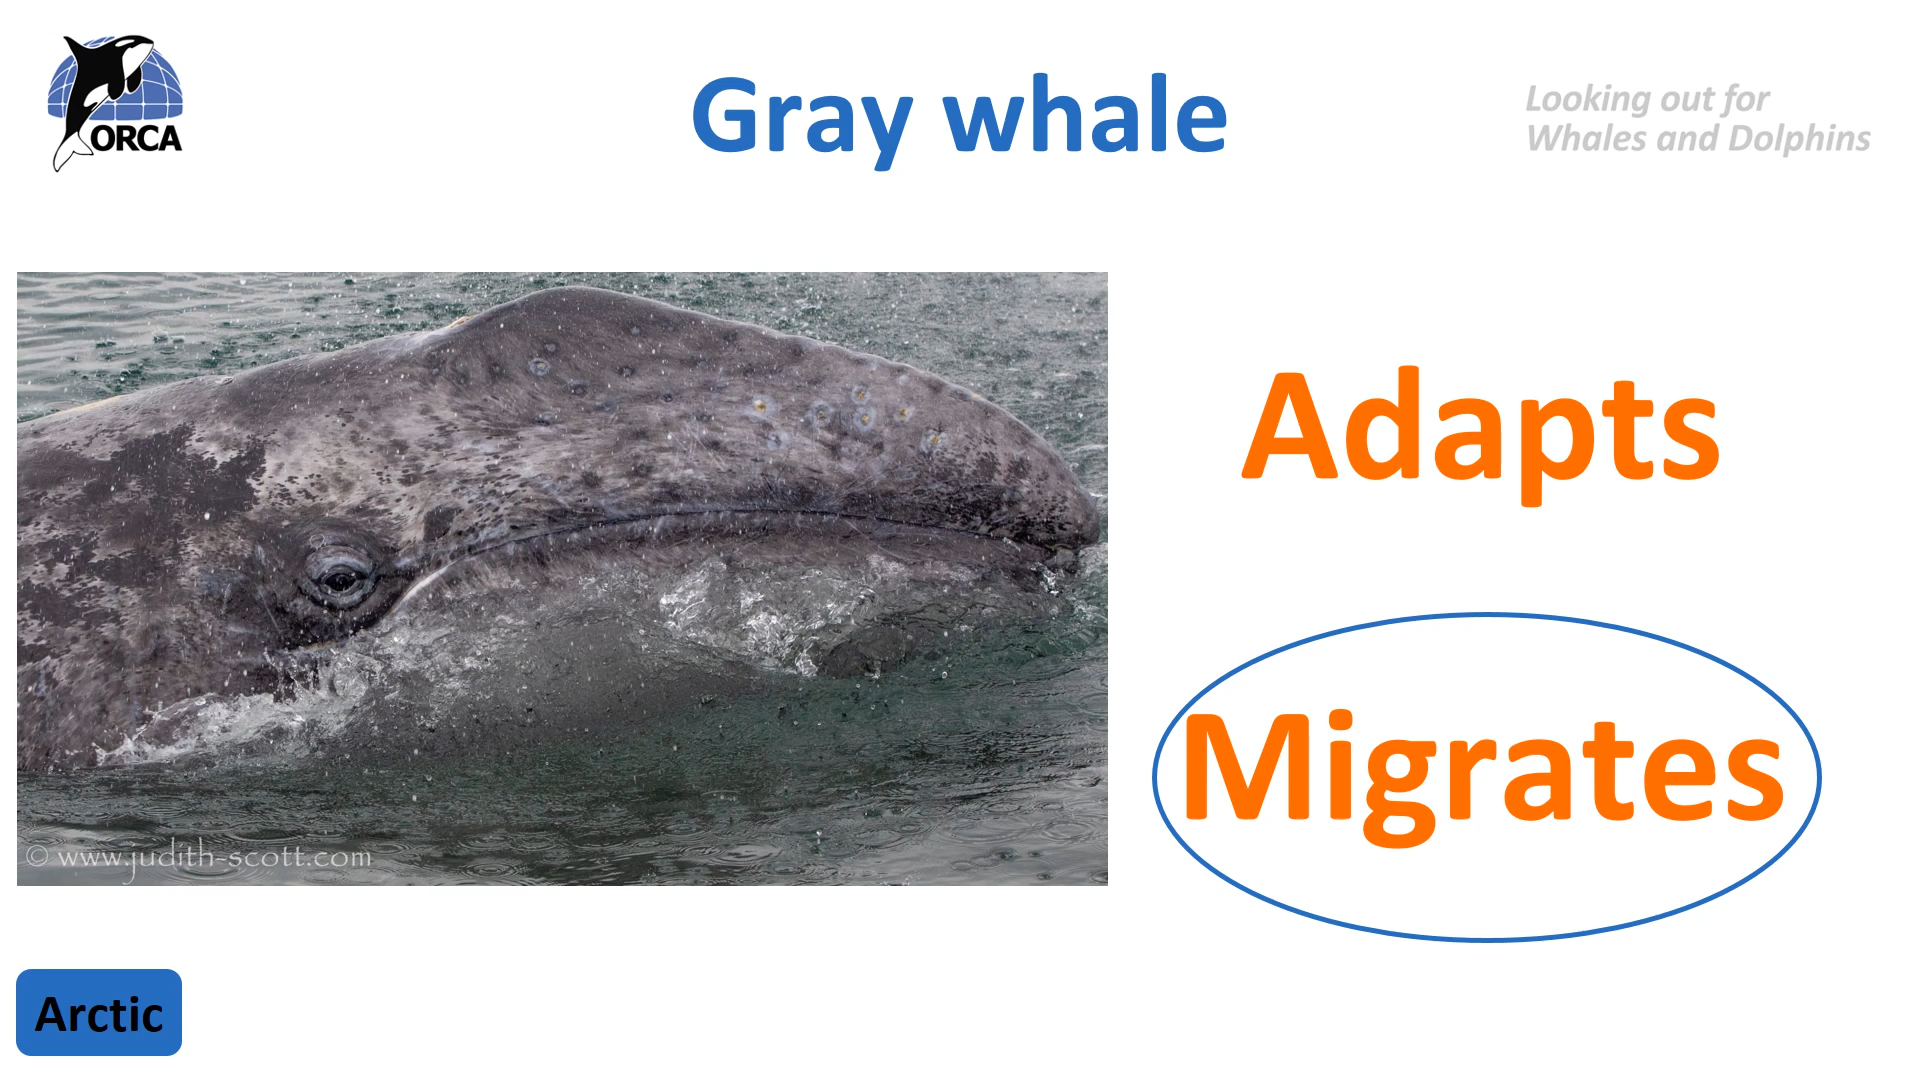 ORCA
Gray whale
Looking out for
Whales and Dolphins
Adapts
Migrates
© www.judith-scott.com
Arctic